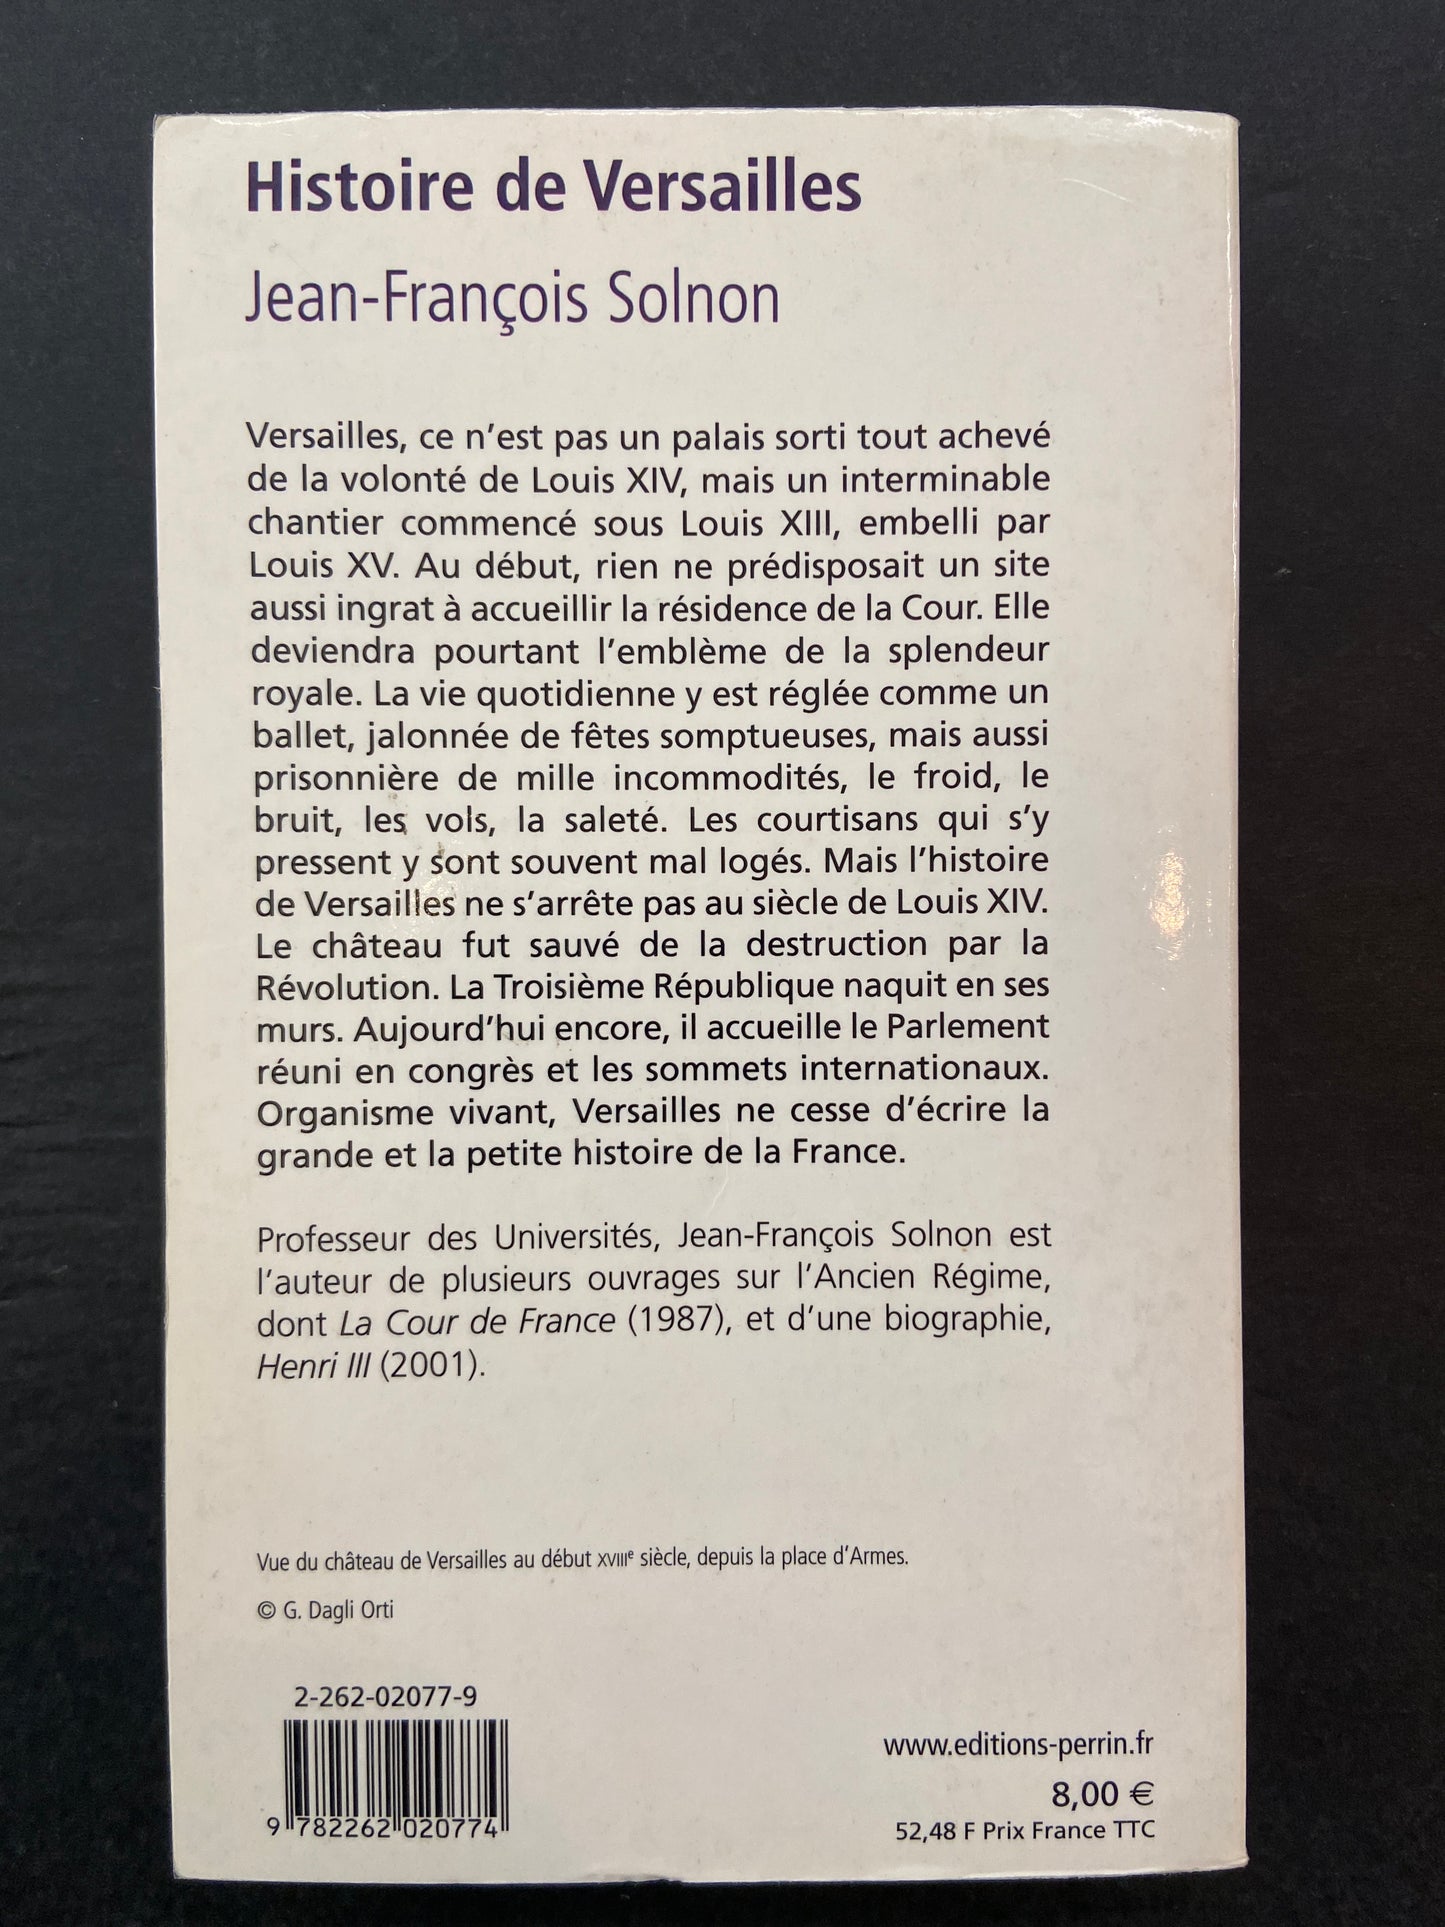 Histoire de Versailles
Jean-François Solnon
Versailles, ce n'est pas un palais sorti tout achevé
de la volonté de Louis XIV, mais un interminable
chantier commencé sous Louis XIII, embelli par
Louis XV. Au début, rien ne prédisposait un site
aussi ingrat à accueillir la résidence de la Cour. Elle
deviendra pourtant l'emblème de la splendeur
royale. La vie quotidienne y est réglée comme un
ballet, jalonnée de fêtes somptueuses, mais aussi
prisonnière de mille incommodités, le froid, le
bruit, les vols, la saleté. Les courtisans qui s'y
pressent y sont souvent mal logés. Mais l'histoire
de Versailles ne s'arrête pas au siècle de Louis XIV.
Le château fut sauvé de la destruction par la
Révolution. La Troisième République naquit en ses
murs. Aujourd'hui encore, il accueille le Parlement
réuni en congrès et les sommets internationaux.
Organisme vivant, Versailles ne cesse d'écrire la
grande et la petite histoire de la France.
Professeur des Universités, Jean-François Solnon est
l'auteur de plusieurs ouvrages sur l'Ancien Régime,
dont La Cour de France (1987), et d'une biographie,
Henri III (2001).
Vue du château de Versailles au début XVIIIe siècle, depuis la place d'Armes.
© G. Dagli Orti
2-262-02077-9
9 782262 020774
www.editions-perrin.fr
8,00 €
52,48 F Prix France TTC